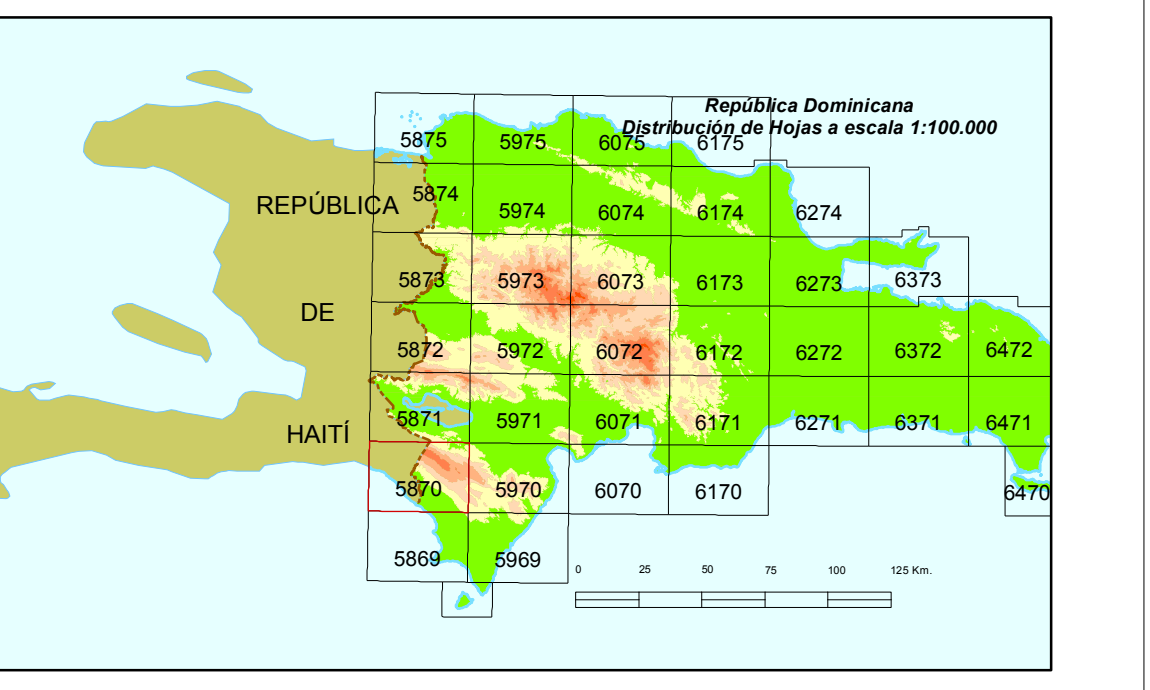 República Dominicana
Distribución de Hojas a escala 1:100.000
5875 5975 6075 6175
REPÚBLICA 5874 5974 6074 6174 6274
5873 5973 6073 6173 6273 6373
DE
5872 5972 6072 6172 6272 6372 6472
HAITÍ 5871 5971 6071 6171 6271 6371 6471
5870 5970 6070 6170 6470
5869 5969
0 25 50 75 100 125 Km.